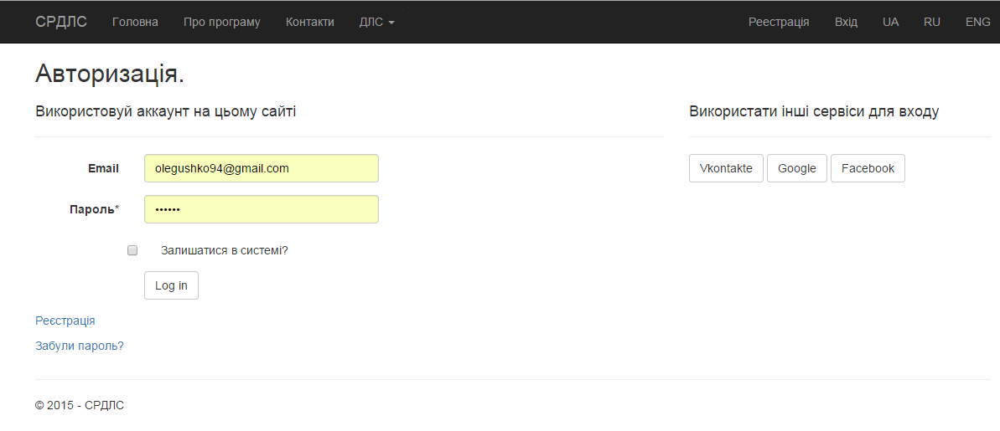 СРДЛС Головна Про програму Контакти ДЛС Реестрація Вхід UA RU ENG
Авторизація.
Використовуй аккаунт на цьому сайті
Використати інші сервіси для входу
Email olegushko94@gmail.com
Vkontakte Google Facebook
Пароль* ••••••
Залишатися в системі?
Log in
Реєстрація
Забули пароль?
© 2015 - СРДЛС